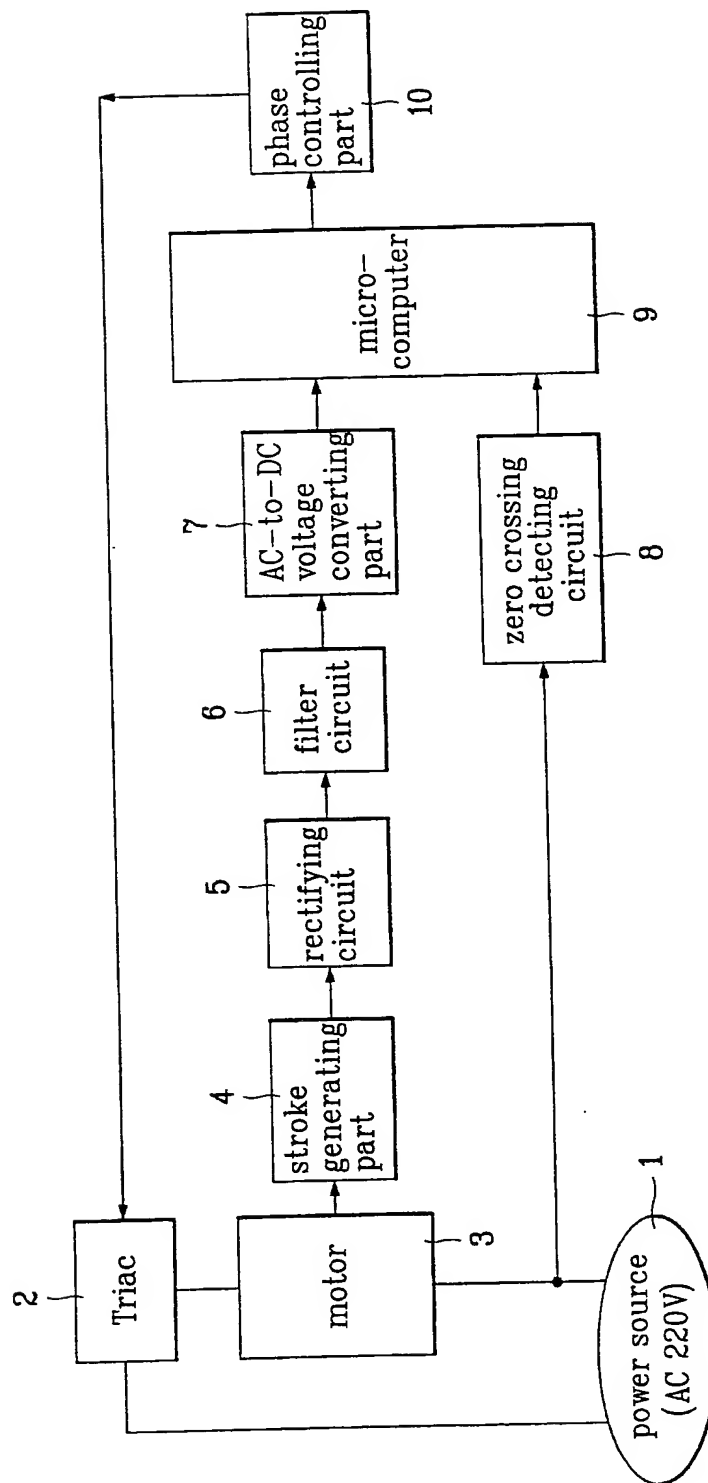 2
Triac
motor
3
power source
(AC 220V)
1
4
stroke
generating
part
5
rectifying
circuit
6
filter
circuit
7
AC-to-DC
voltage
converting
part
zero crossing
detecting
circuit
8
micro-
computer
9
phase
controlling
part
10